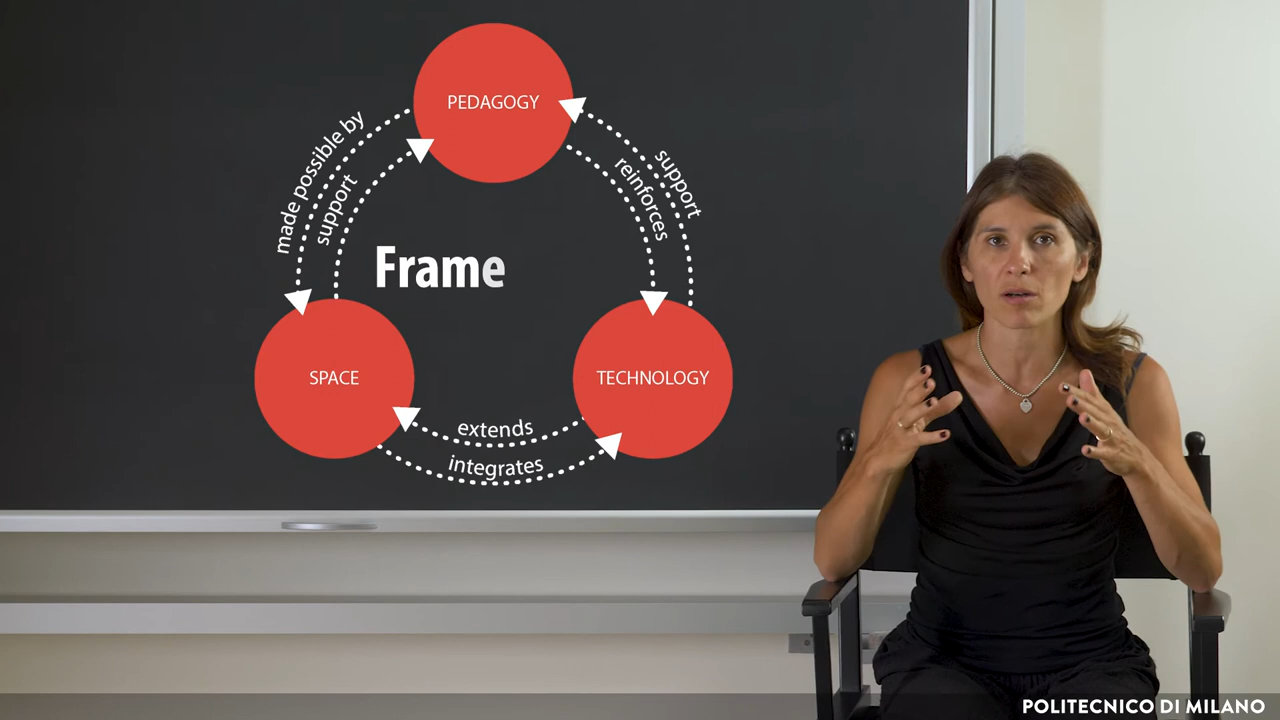 PEDAGOGY
made possible by
support
reinforces
support
Frame
SPACE
TECHNOLOGY
extends
integrates
POLITECNICO DI MILANO